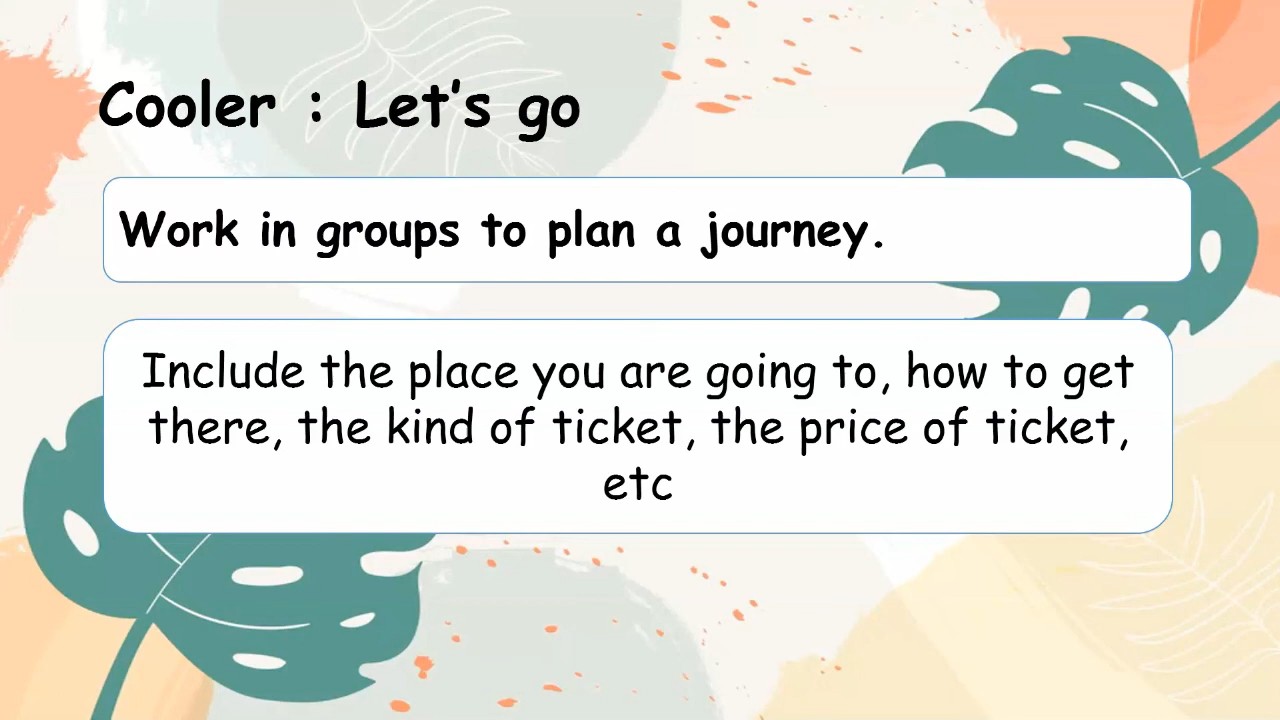 Cooler : Let’s go
Work in groups to plan a journey.
Include the place you are going to, how to get
there, the kind of ticket, the price of ticket,
etc